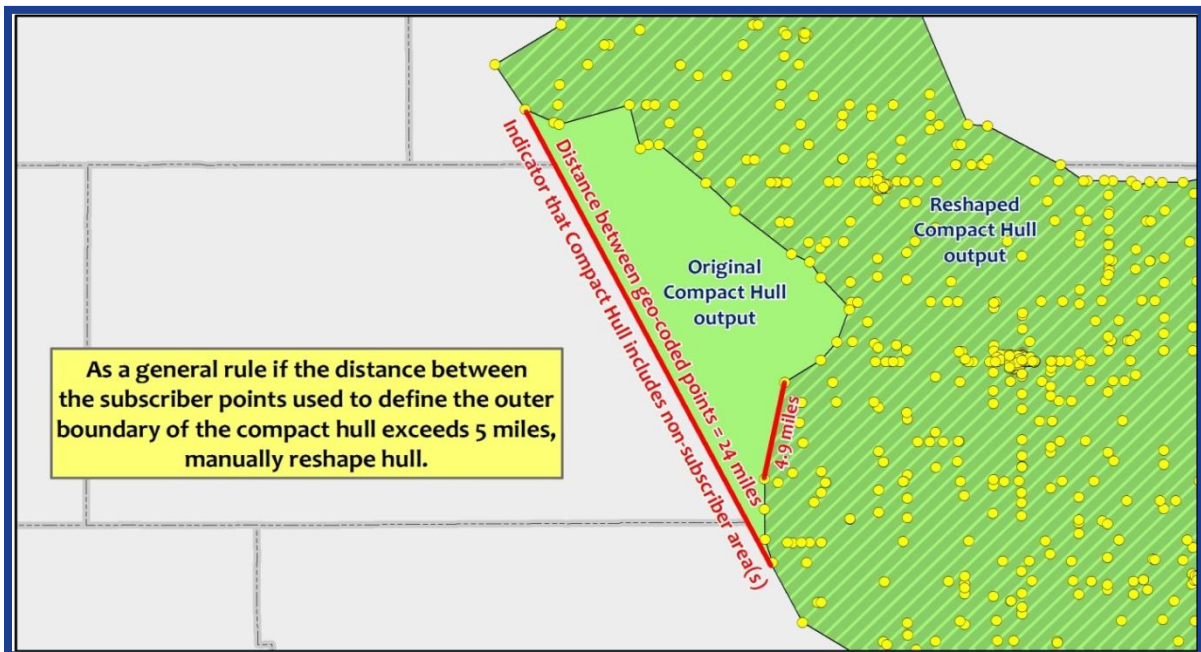 Distance between geo-coded points = 24 miles
Indicator that Compact Hull includes non-subscriber area(s)
Reshaped
Compact Hull
output
Original
Compact Hull
output
As a general rule if the distance between
the subscriber points used to define the outer
boundary of the compact hull exceeds 5 miles,
manually reshape hull.
4.9 miles